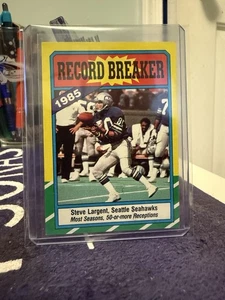 RECORD BREAKER
1985
Steve Largent, Seattle Seahawks
Most Seasons, 50-or-more Receptions